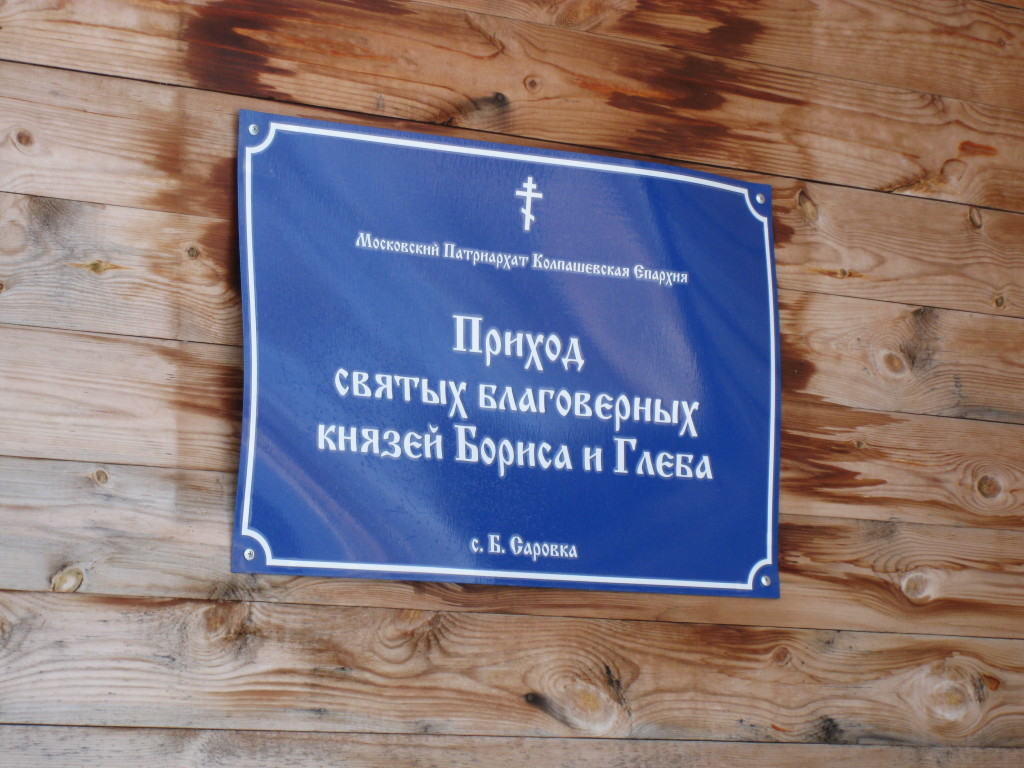 Московский Патриархат Колпашевская Епархия
Приход
святых благоверных
князей Бориса и Глеба
с. Б. Саровка